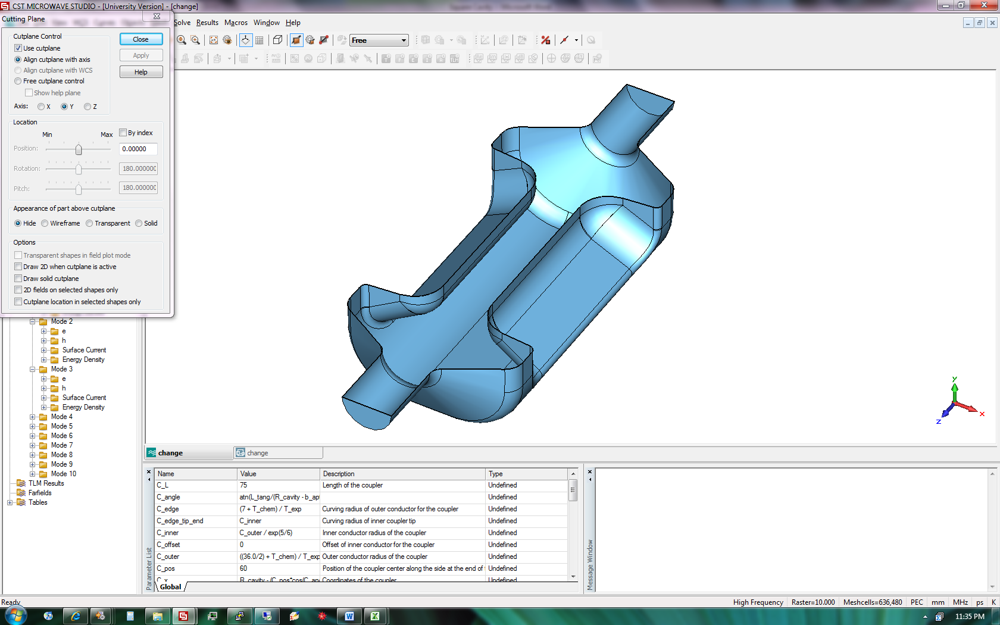 CST MICROWAVE STUDIO - [University Version] - [change]
Cutting Plane
Solve Results Macros Window Help
Cutplane Control
Close
Use cutplane
Align cutplane with axis
Apply
Align cutplane with WCS
Help
Free cutplane control
Show help plane
Axis: X Y Z
Free
Location
Min Max By index
Position: 0.00000
Rotation: 180.000000
Pitch: 180.000000
Appearance of part above cutplane
Hide Wireframe Transparent Solid
Options
Transparent shapes in field plot mode
Draw 2D when cutplane is active
Draw solid cutplane
2D fields on selected shapes only
Cutplane location in selected shapes only
Mode 2
e
h
Surface Current
Energy Density
Mode 3
e
h
Surface Current
Energy Density
Mode 4
Mode 5
Mode 6
Mode 7
Mode 8
Mode 9
Mode 10
TLM Results
Farfields
Tables
y
x
z
change change
Name Value Description Type
C_L 75 Length of the coupler Undefined
C_angle atn(L_tang/(R_cavity - b_apt Undefined
C_edge (7 + T_chem) / T_exp Curving radius of outer conductor for the coupler Undefined
C_edge_tip_end C_inner Curving radius of inner coupler tip Undefined
C_inner C_outer / exp(5/6) Inner conductor radius of the coupler Undefined
C_offset 0 Offset of inner conductor for the coupler Undefined
C_outer ((36.0/2) + T_chem) / T_exp Outer conductor radius of the coupler Undefined
C_pos 60 Position of the coupler center along the side at the end of Undefined
C_x R_cavity - (C_pos*cos(C_an Coordinates of the coupler Undefined
Global
Parameter List
Message Window
Ready
High Frequency Raster=10.000 Meshcells=636,480 PEC mm MHz ps K
11:35 PM